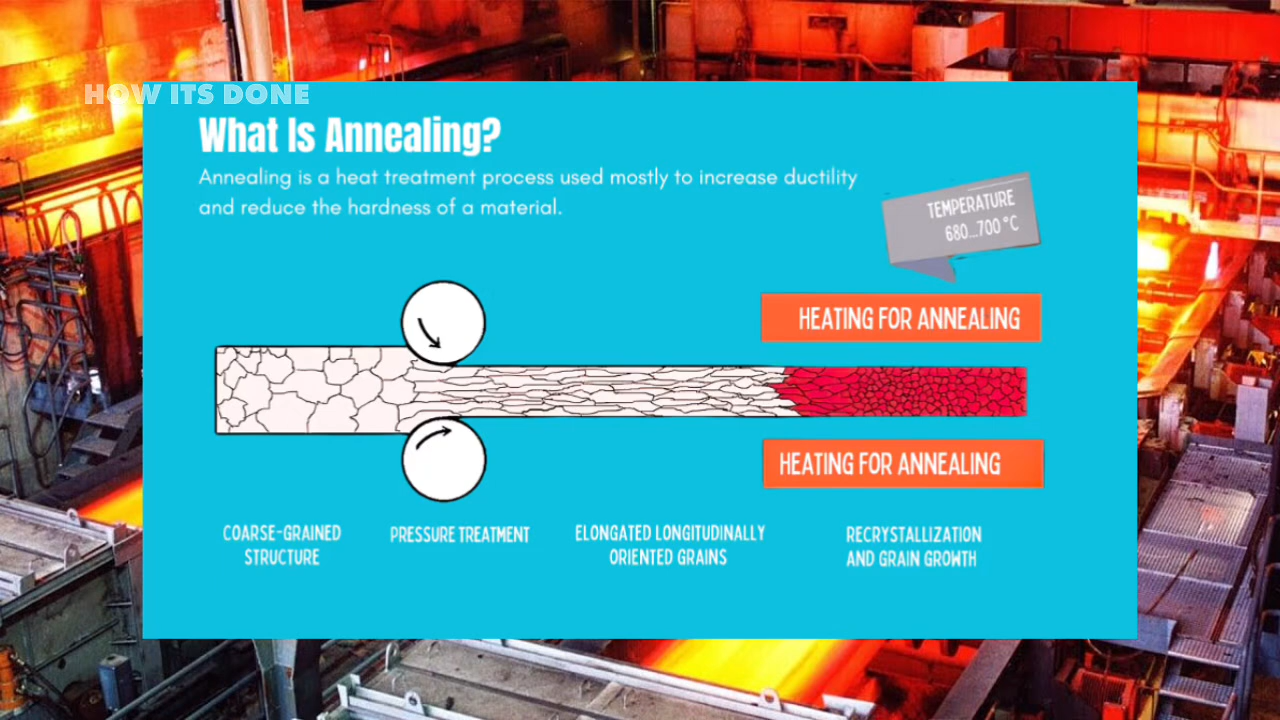 HOW ITS DONE
What Is Annealing?
Annealing is a heat treatment process used mostly to increase ductility
and reduce the hardness of a material.
TEMPERATURE
680...700 °C
HEATING FOR ANNEALING
HEATING FOR ANNEALING
COARSE-GRAINED
STRUCTURE
PRESSURE TREATMENT
ELONGATED LONGITUDINALLY
ORIENTED GRAINS
RECRYSTALLIZATION
AND GRAIN GROWTH